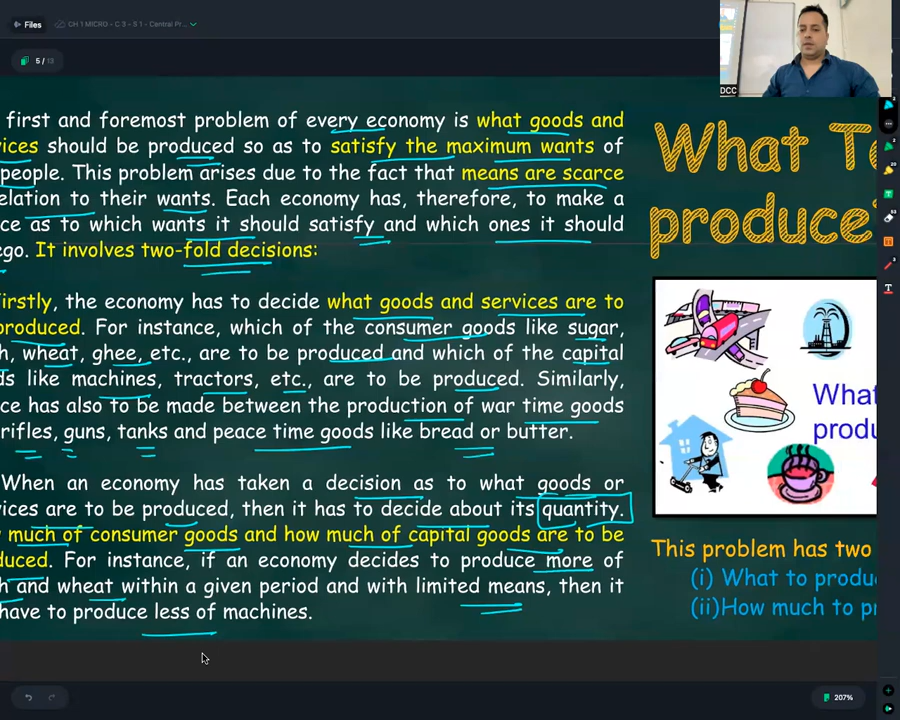 Files
CH 1 MICRO - C 3 - S 1 - Central Pr...
5 / 13
DCC
first and foremost problem of every economy is what goods and
ices should be produced so as to satisfy the maximum wants of
people. This problem arises due to the fact that means are scarce
elation to their wants. Each economy has, therefore, to make a
ce as to which wants it should satisfy and which ones it should
ego. It involves two-fold decisions:
irstly, the economy has to decide what goods and services are to
produced. For instance, which of the consumer goods like sugar,
h, wheat, ghee, etc., are to be produced and which of the capital
ds like machines, tractors, etc., are to be produced. Similarly,
ce has also to be made between the production of war time goods
rifles, guns, tanks and peace time goods like bread or butter.
When an economy has taken a decision as to what goods or
ices are to be produced, then it has to decide about its quantity.
much of consumer goods and how much of capital goods are to be
duced. For instance, if an economy decides to produce more of
h and wheat within a given period and with limited means, then it
have to produce less of machines.
What To
produce?
What
produ
This problem has two
(i) What to produ
(ii)How much to pr
207%